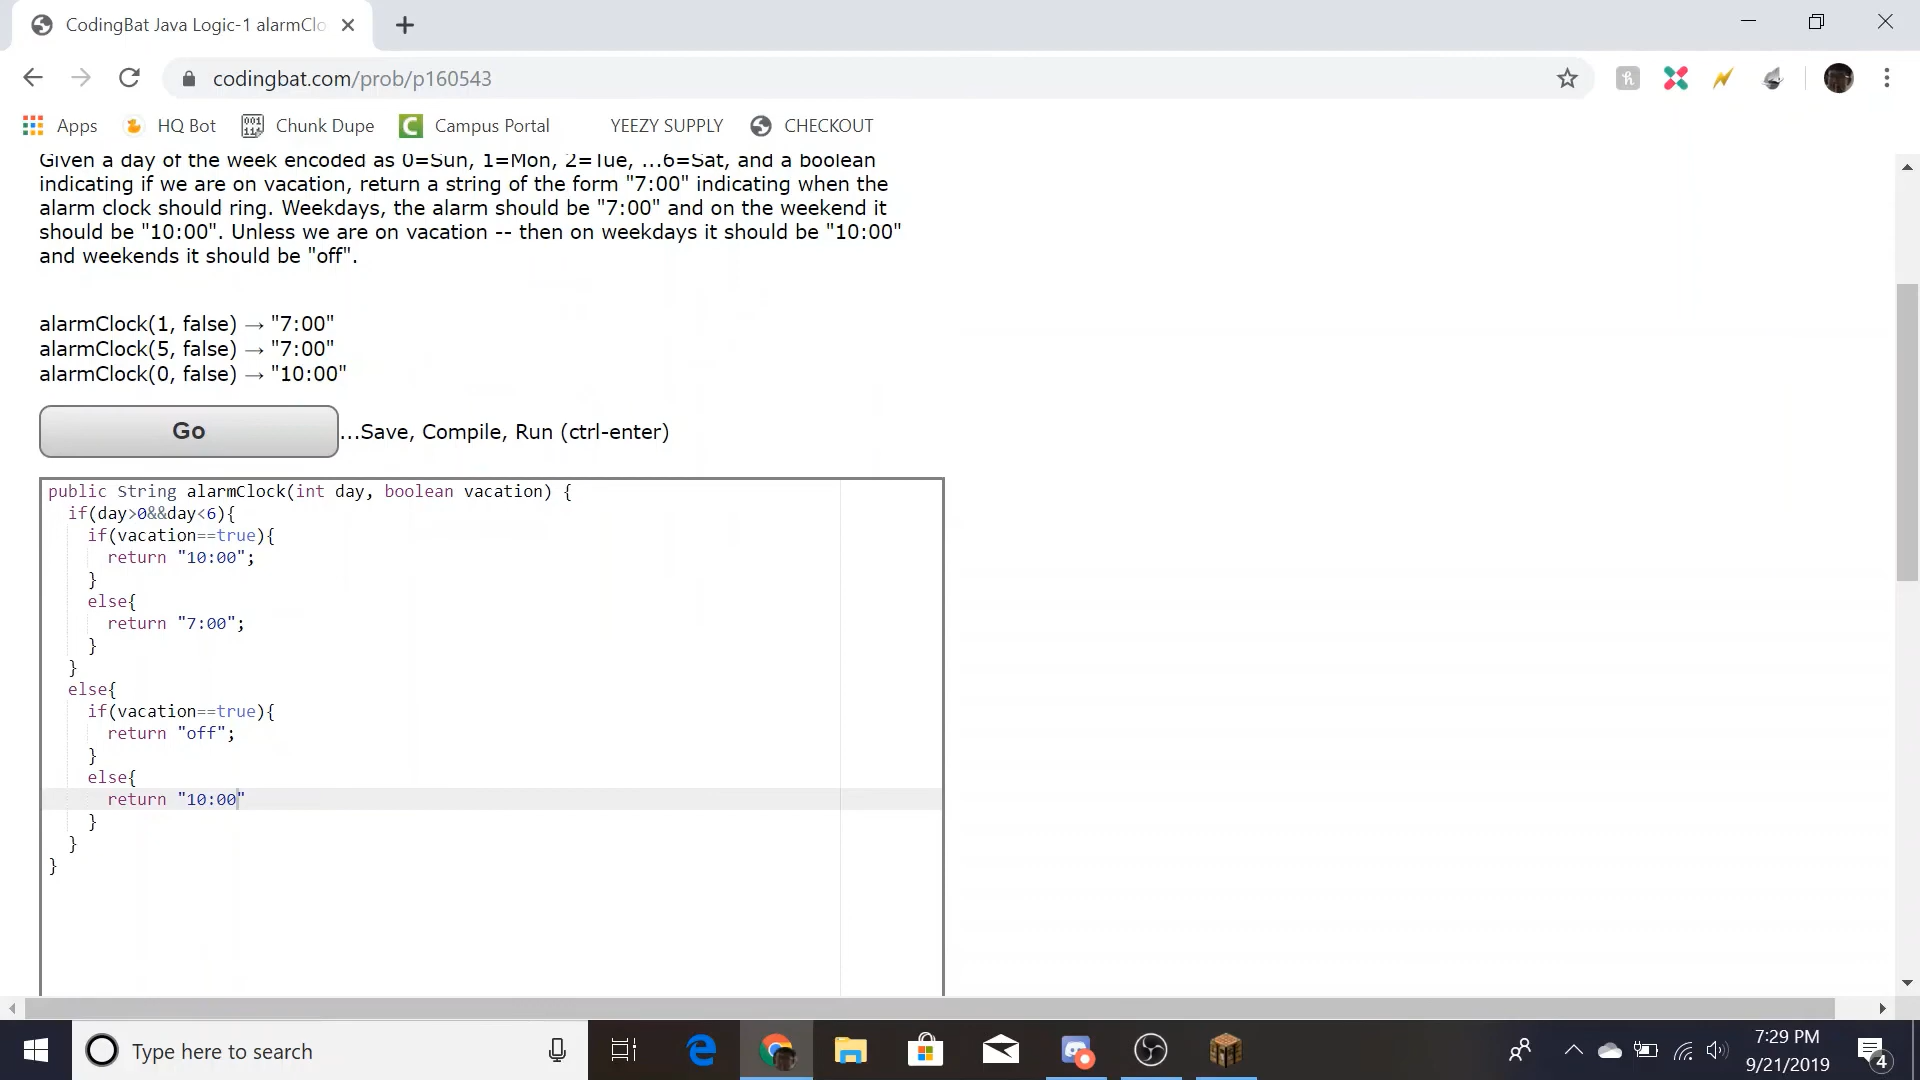 CodingBat Java Logic-1 alarmClo
codingbat.com/prob/p160543
Apps HQ Bot Chunk Dupe Campus Portal YEEZY SUPPLY CHECKOUT
Given a day of the week encoded as 0=Sun, 1=Mon, 2=Tue, ...6=Sat, and a boolean
indicating if we are on vacation, return a string of the form "7:00" indicating when the
alarm clock should ring. Weekdays, the alarm should be "7:00" and on the weekend it
should be "10:00". Unless we are on vacation -- then on weekdays it should be "10:00"
and weekends it should be "off".
alarmClock(1, false) → "7:00"
alarmClock(5, false) → "7:00"
alarmClock(0, false) → "10:00"
Go ...Save, Compile, Run (ctrl-enter)
public String alarmClock(int day, boolean vacation) {
if(day>0&&day<6){
if(vacation==true){
return "10:00";
}
else{
return "7:00";
}
}
else{
if(vacation==true){
return "off";
}
else{
return "10:00"
}
}
}
Type here to search
7:29 PM
9/21/2019
4